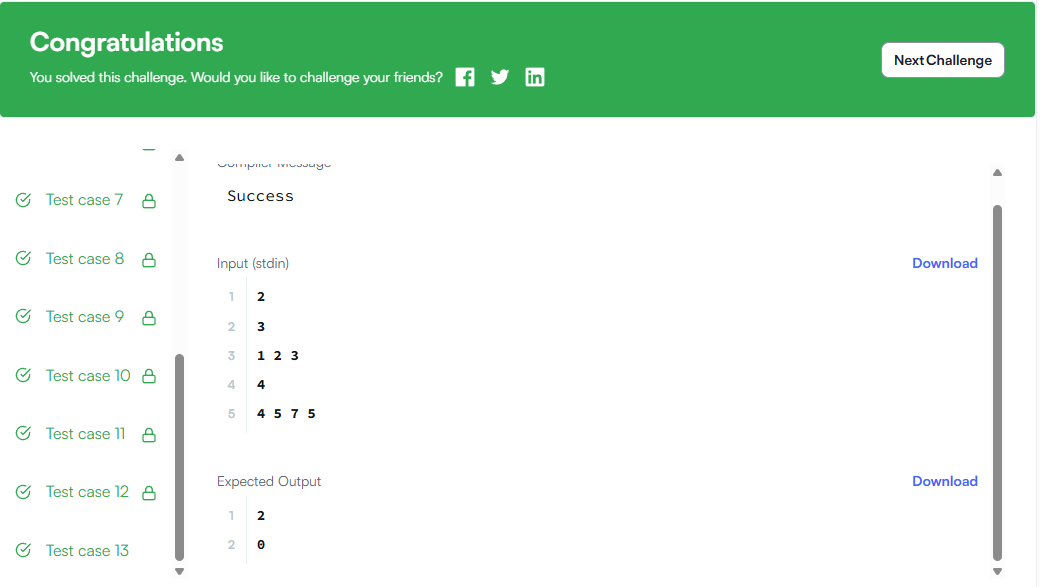 Congratulations
You solved this challenge. Would you like to challenge your friends?
Next Challenge
Test case 7
Test case 8
Test case 9
Test case 10
Test case 11
Test case 12
Test case 13
Compiler Message
Success
Input (stdin)
Download
1 2
2 3
3 1 2 3
4 4
5 4 5 7 5
Expected Output
Download
1 2
2 0